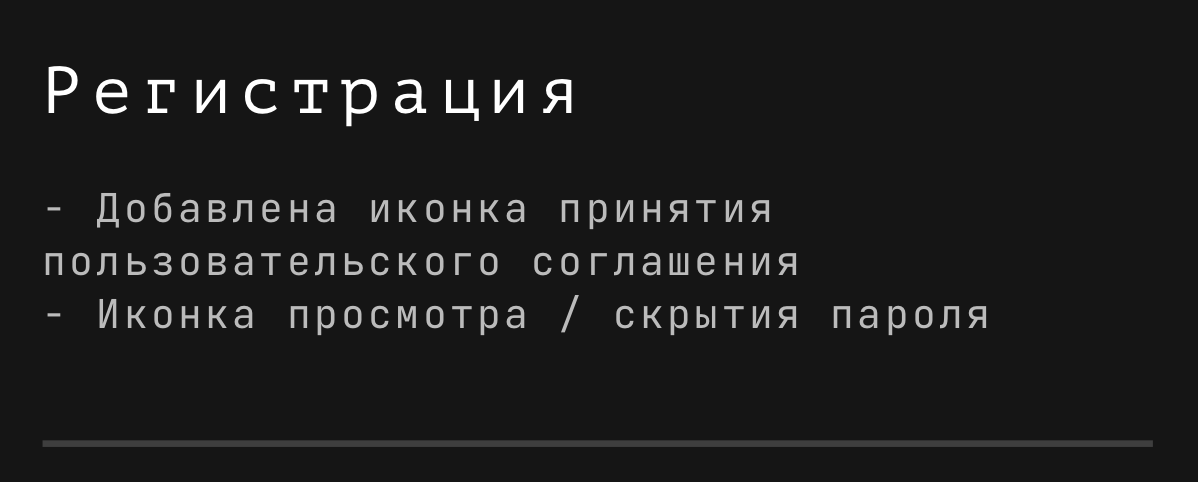 Регистрация
- Добавлена иконка принятия
пользовательского соглашения
- Иконка просмотра / скрытия пароля